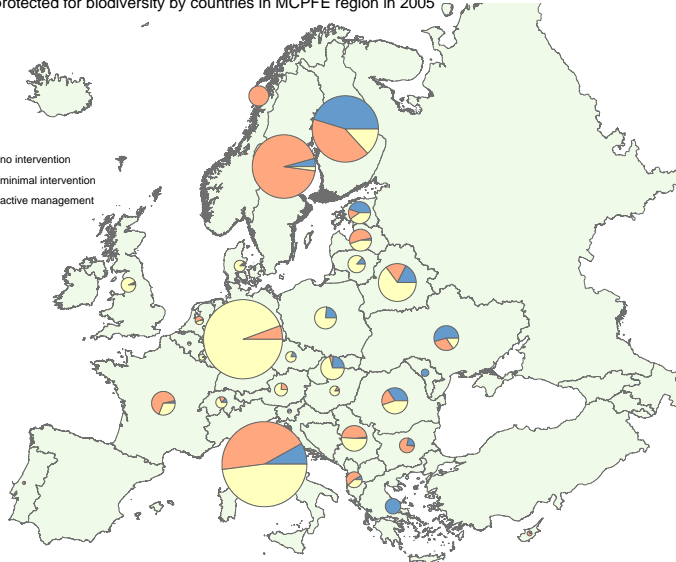 protected for biodiversity by countries in MCPFE region in 2005
no intervention
minimal intervention
active management